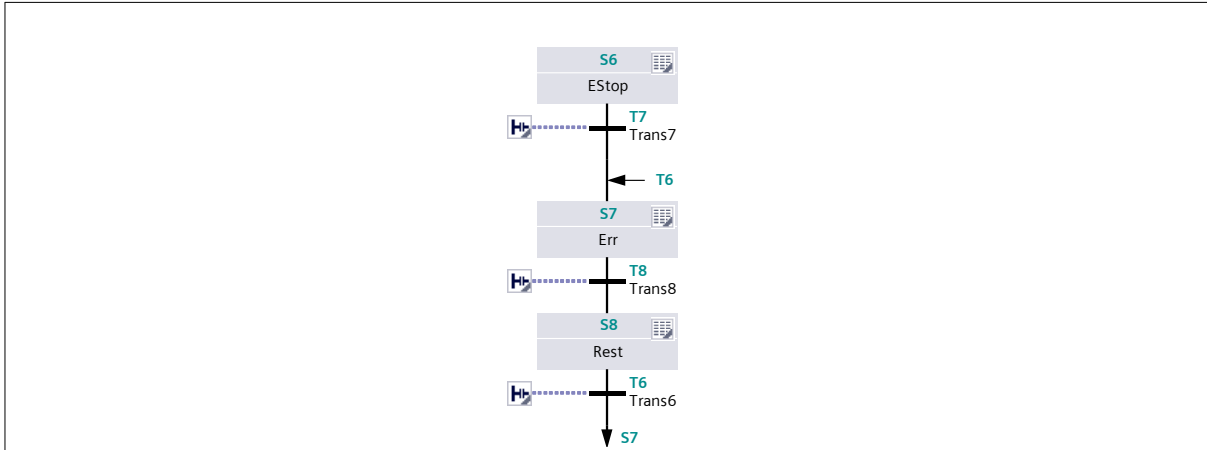 S6
EStop
T7
Trans7
T6
S7
Err
T8
Trans8
S8
Rest
T6
Trans6
S7